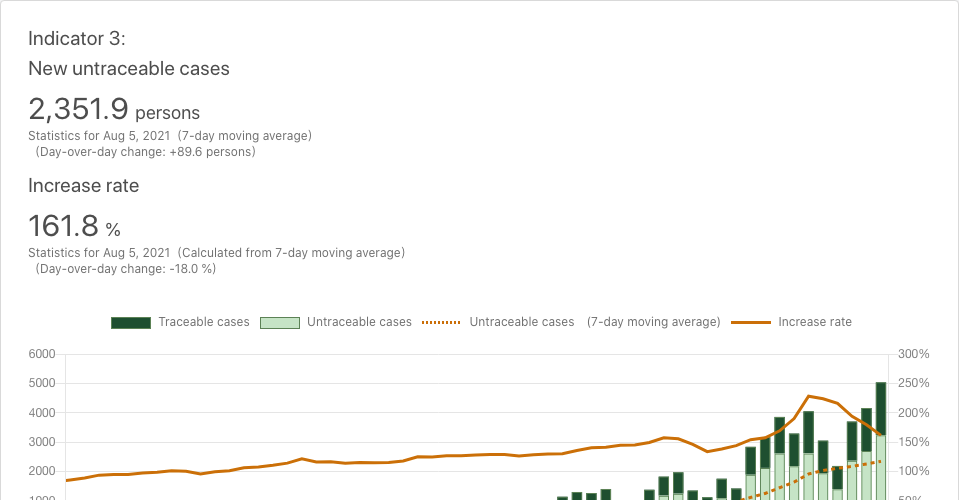 Indicator 3:
New untraceable cases
2,351.9 persons
Statistics for Aug 5, 2021 (7-day moving average)
(Day-over-day change: +89.6 persons)
Increase rate
161.8 %
Statistics for Aug 5, 2021 (Calculated from 7-day moving average)
(Day-over-day change: -18.0 %)
Traceable cases Untraceable cases Untraceable cases (7-day moving average) Increase rate
6000 300%
5000 250%
4000 200%
3000 150%
2000 100%
1000 50%